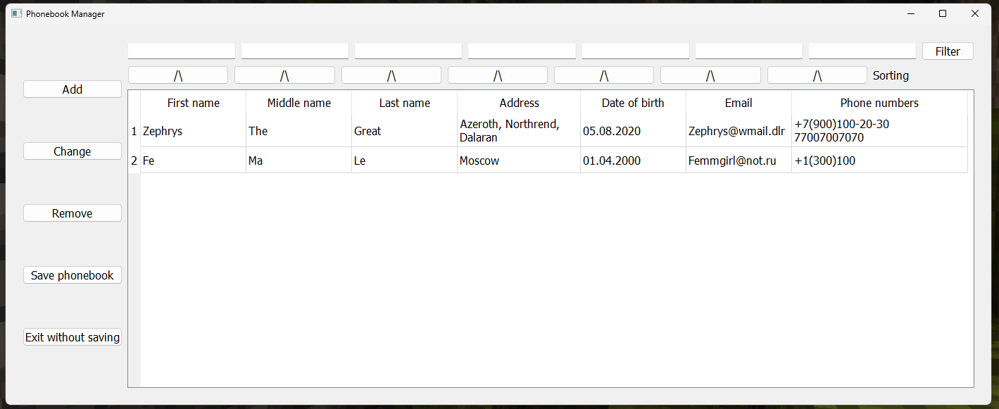 Phonebook Manager
Filter
/\ /\ /\ /\ /\ /\ /\ Sorting
Add
Change
Remove
Save phonebook
Exit without saving
First name Middle name Last name Address Date of birth Email Phone numbers
1 Zephrys The Great Azeroth, Northrend, Dalaran 05.08.2020 Zephrys@wmail.dlr +7(900)100-20-30 77007007070
2 Fe Ma Le Moscow 01.04.2000 Femmgirl@not.ru +1(300)100